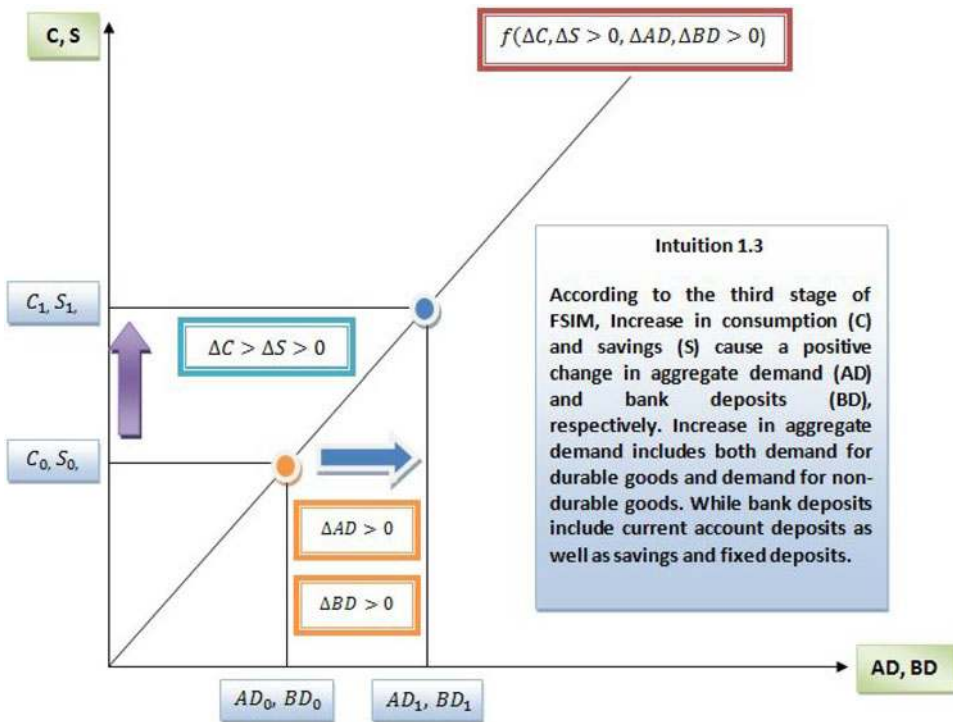 C, S
f(ΔC, ΔS > 0, ΔAD, ΔBD > 0)
Intuition 1.3
According to the third stage of
FSIM, Increase in consumption (C)
and savings (S) cause a positive
change in aggregate demand (AD)
and bank deposits (BD),
respectively. Increase in aggregate
demand includes both demand for
durable goods and demand for non-
durable goods. While bank deposits
include current account deposits as
well as savings and fixed deposits.
C₁, S₁,
ΔC > ΔS > 0
C₀, S₀,
ΔAD > 0
ΔBD > 0
AD, BD
AD₀, BD₀
AD₁, BD₁